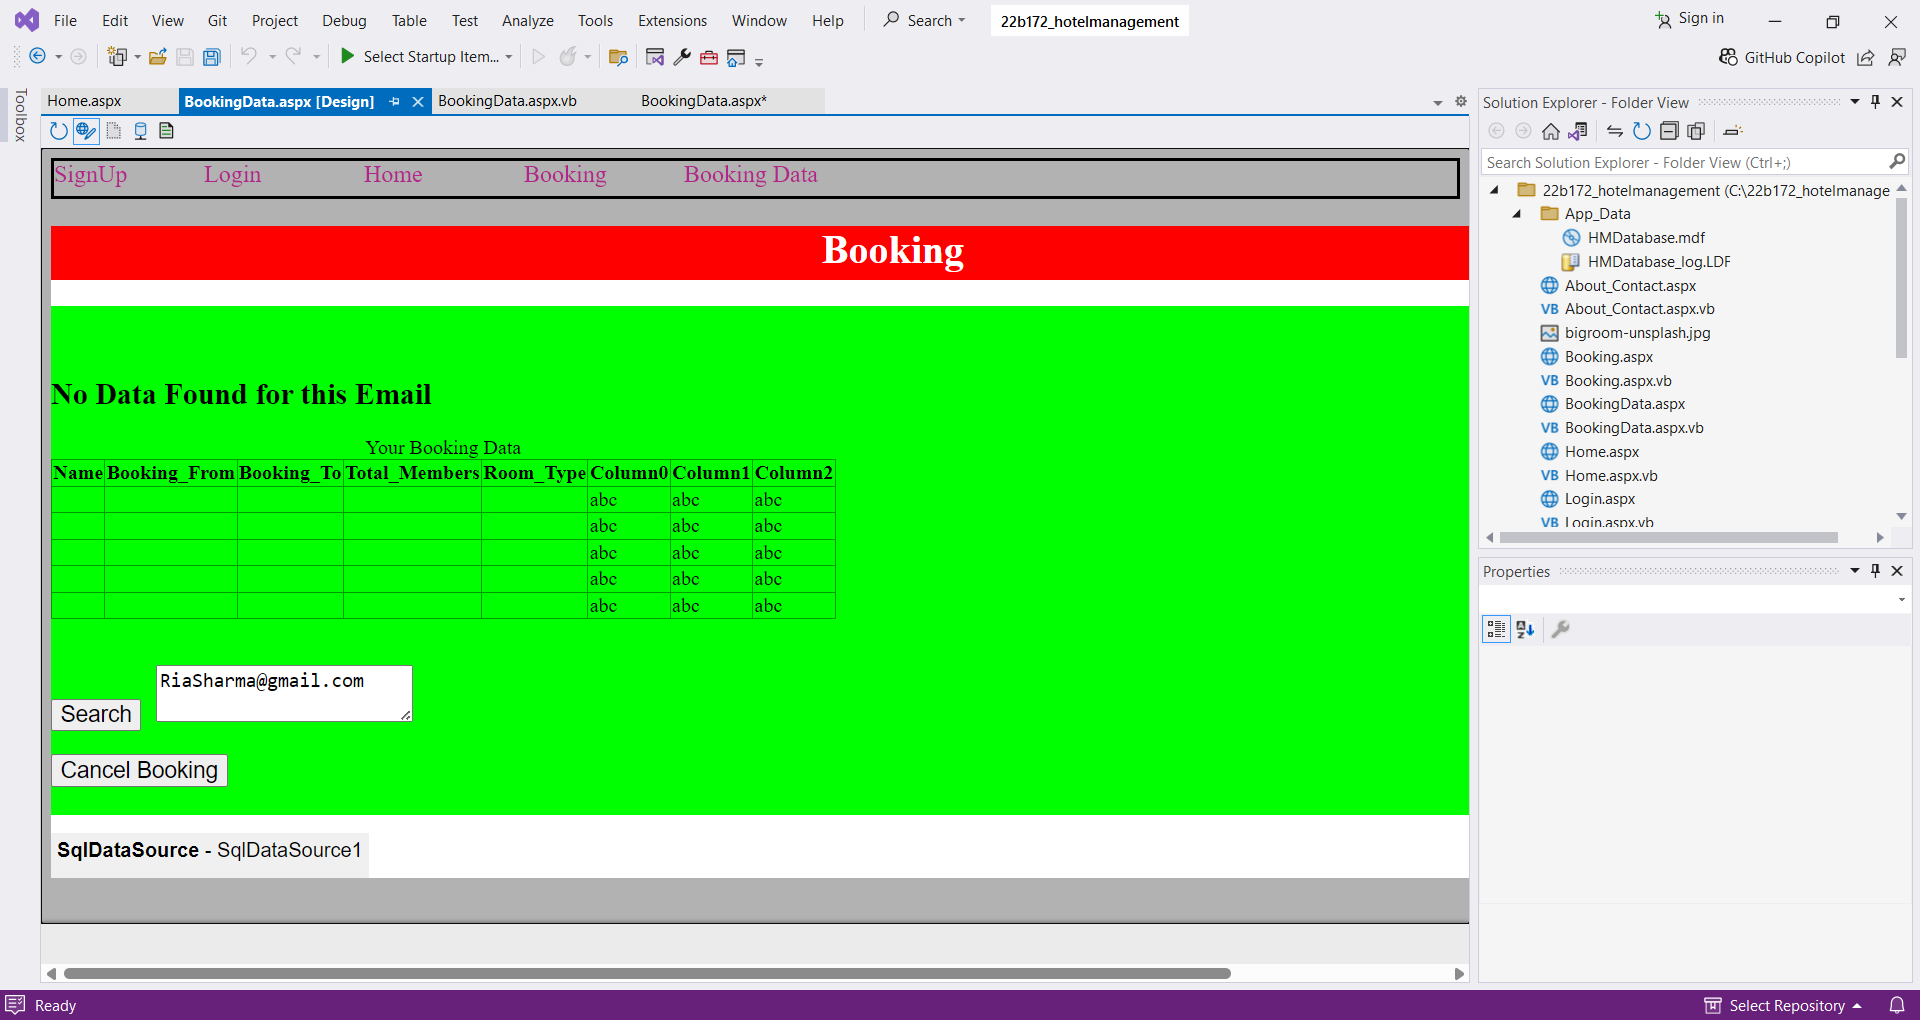 File Edit View Git Project Debug Table Test Analyze Tools Extensions Window Help Search 22b172_hotelmanagement Sign in
Select Startup Item... GitHub Copilot
Toolbox
Home.aspx BookingData.aspx [Design] BookingData.aspx.vb BookingData.aspx*
SignUp Login Home Booking Booking Data
Booking
No Data Found for this Email
Your Booking Data
Name Booking_From Booking_To Total_Members Room_Type Column0 Column1 Column2
abc abc abc
abc abc abc
abc abc abc
abc abc abc
abc abc abc
RiaSharma@gmail.com
Search
Cancel Booking
SqlDataSource - SqlDataSource1
Solution Explorer - Folder View
Search Solution Explorer - Folder View (Ctrl+;)
22b172_hotelmanagement (C:\22b172_hotelmanage
App_Data
HMDatabase.mdf
HMDatabase_log.LDF
About_Contact.aspx
VB About_Contact.aspx.vb
bigroom-unsplash.jpg
Booking.aspx
VB Booking.aspx.vb
BookingData.aspx
VB BookingData.aspx.vb
Home.aspx
VB Home.aspx.vb
Login.aspx
VB Login.aspx.vb
Properties
Ready Select Repository